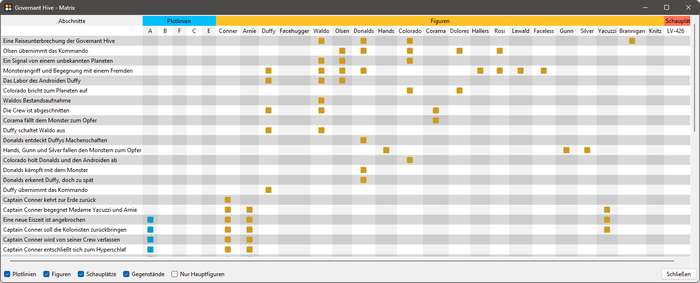 Governant Hive - Matrix
Abschnitte Plotlinien Figuren Schauplät
A B F C E Conner Arnie Duffy Facehugger Waldo Olsen Donalds Hands Colorado Corama Dolores Hallers Rosi Lewald Faceless Gunn Silver Yacuzzi Brannigan Knitz LV-426
Eine Reiseunterbrechung der Governant Hive
Olsen übernimmt das Kommando
Ein Signal von einem unbekannten Planeten
Monsterangriff und Begegnung mit einem Fremden
Das Labor des Androiden Duffy
Colorado bricht zum Planeten auf
Waldos Bestandsaufnahme
Die Crew ist abgeschnitten
Corama fällt dem Monster zum Opfer
Duffy schaltet Waldo aus
Donalds entdeckt Duffys Machenschaften
Hands, Gunn und Silver fallen den Monstern zum Opfer
Colorado holt Donalds und den Androiden ab
Donalds kämpft mit dem Monster
Donalds erkennt Duffy, doch zu spät
Duffy übernimmt das Kommando
Captain Conner kehrt zur Erde zurück
Captain Conner begegnet Madame Yacuzzi und Arnie
Eine neue Eiszeit ist angebrochen
Captain Conner soll die Kolonisten zurückbringen
Captain Conner wird von seiner Crew verlassen
Captain Conner entschließt sich zum Hyperschlaf
Plotlinien Figuren Schauplätze Gegenstände Nur Hauptfiguren Schließen